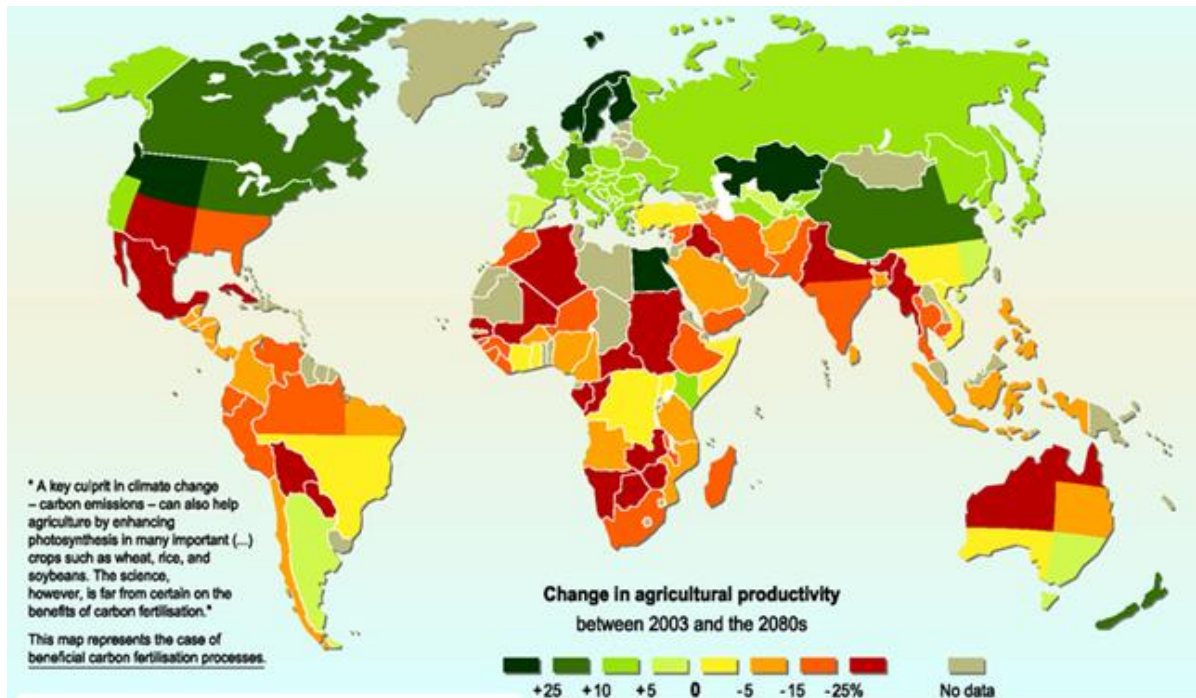 " A key culprit in climate change
– carbon emissions – can also help
agriculture by enhancing
photosynthesis in many important (...)
crops such as wheat, rice, and
soybeans. The science,
however, is far from certain on the
benefits of carbon fertilisation."
This map represents the case of
beneficial carbon fertilisation processes.
Change in agricultural productivity
between 2003 and the 2080s
+25 +10 +5 0 -5 -15 -25% No data